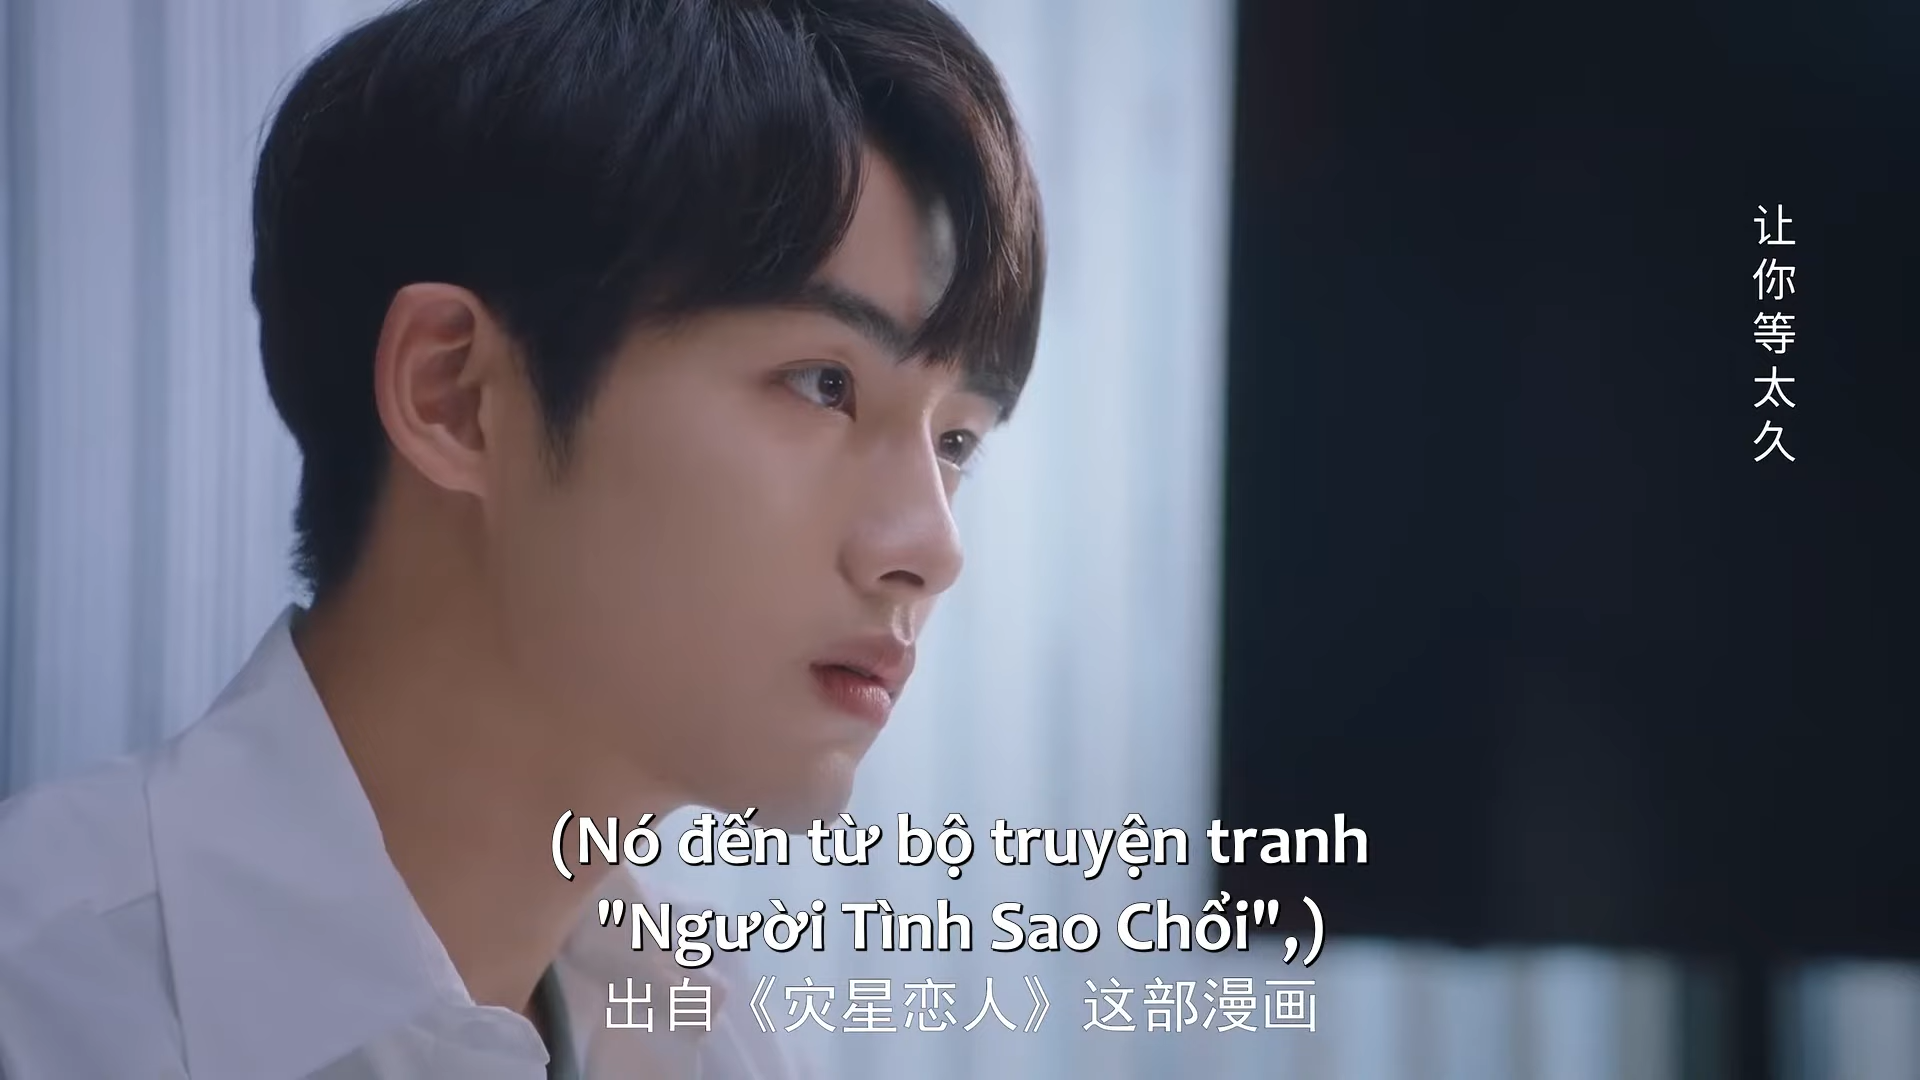 让你等太久
(Nó đến từ bộ truyện tranh
"Người Tình Sao Chổi",)
出自《灾星恋人》这部漫画